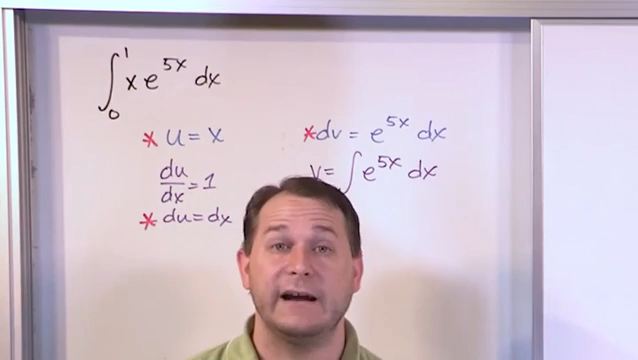 ∫₀¹ x e^{5x} dx
* u = x
* dv = e^{5x} dx
du/dx = 1
v = ∫ e^{5x} dx
* du = dx